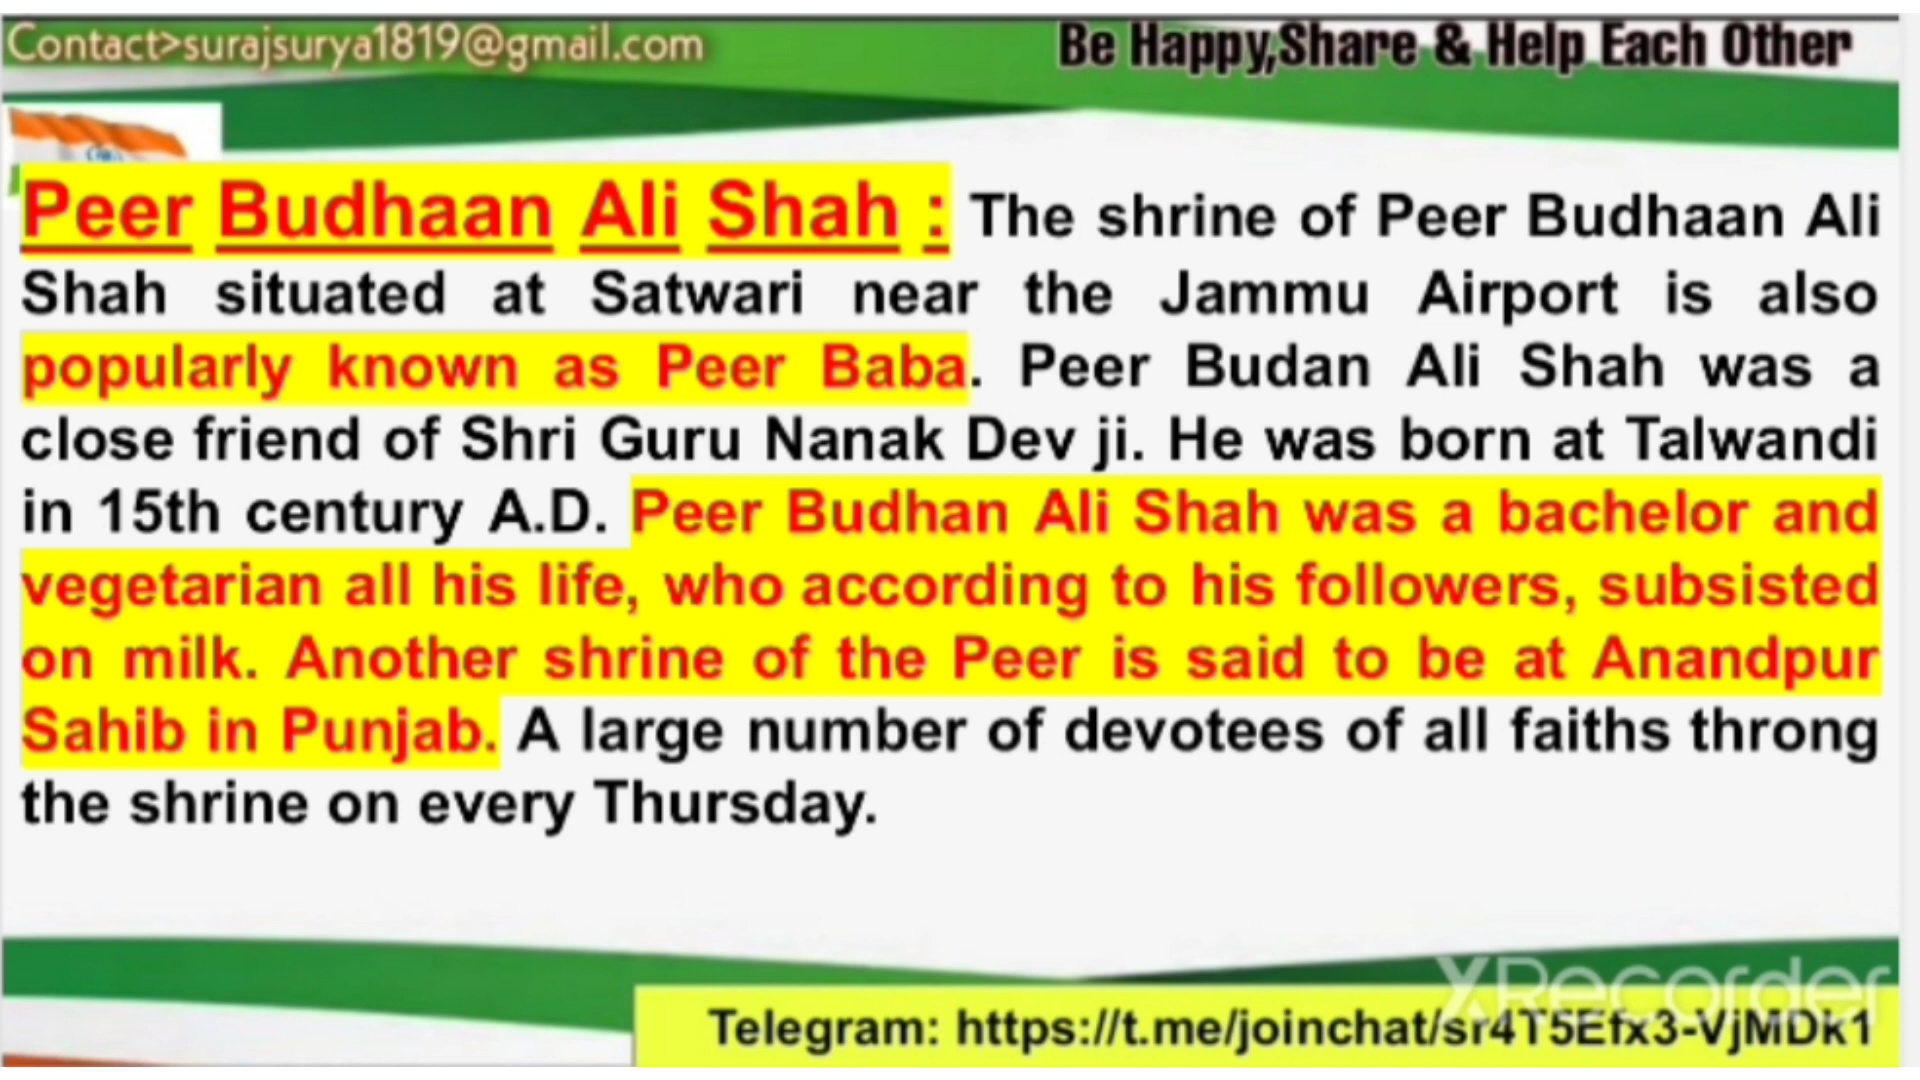 Contact>surajsurya1819@gmail.com
Be Happy,Share & Help Each Other
Peer Budhaan Ali Shah : The shrine of Peer Budhaan Ali
Shah situated at Satwari near the Jammu Airport is also
popularly known as Peer Baba. Peer Budan Ali Shah was a
close friend of Shri Guru Nanak Dev ji. He was born at Talwandi
in 15th century A.D. Peer Budhan Ali Shah was a bachelor and
vegetarian all his life, who according to his followers, subsisted
on milk. Another shrine of the Peer is said to be at Anandpur
Sahib in Punjab. A large number of devotees of all faiths throng
the shrine on every Thursday.
XRecorder
Telegram: https://t.me/joinchat/sr4T5Efx3-VjMDk1